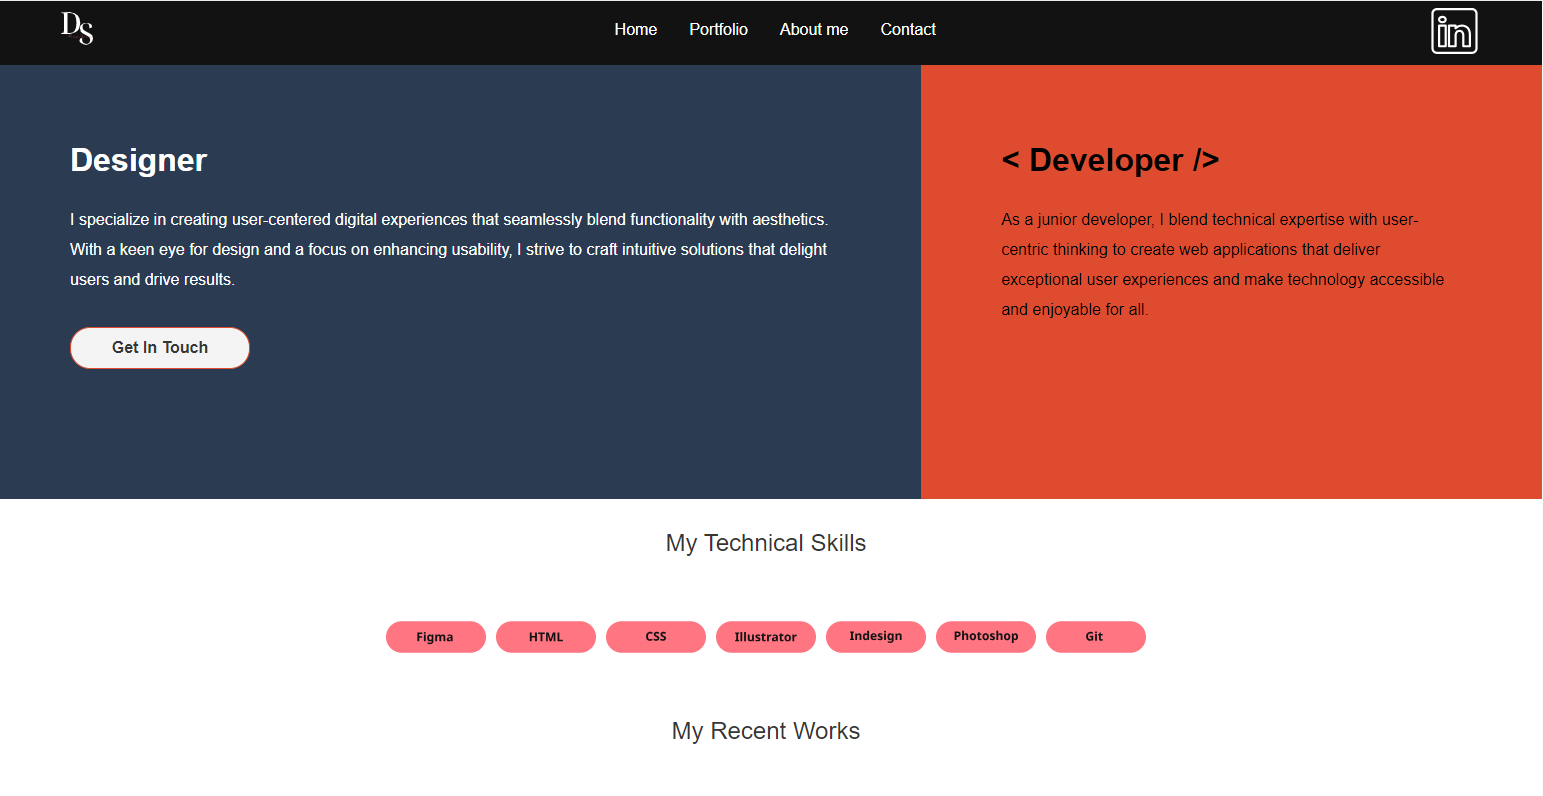 DS
Home Portfolio About me Contact
in
Designer
I specialize in creating user-centered digital experiences that seamlessly blend functionality with aesthetics.
With a keen eye for design and a focus on enhancing usability, I strive to craft intuitive solutions that delight
users and drive results.
Get In Touch
< Developer />
As a junior developer, I blend technical expertise with user-
centric thinking to create web applications that deliver
exceptional user experiences and make technology accessible
and enjoyable for all.
My Technical Skills
Figma HTML CSS Illustrator Indesign Photoshop Git
My Recent Works